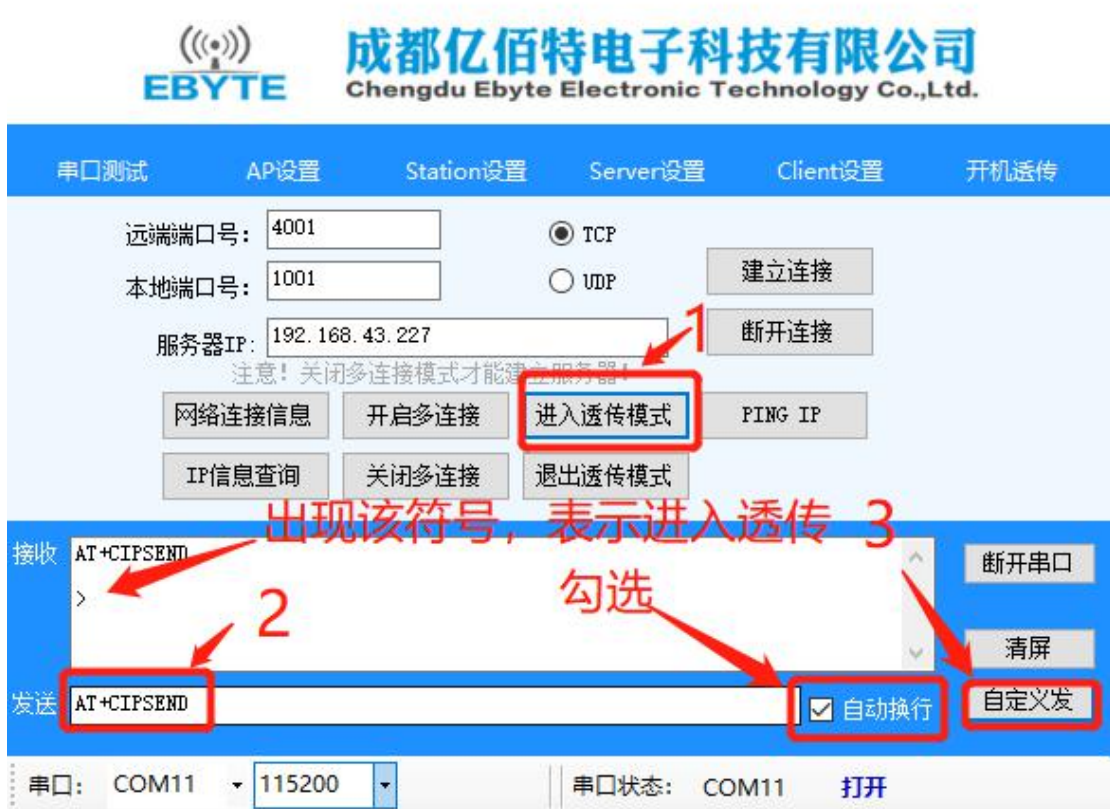 ((•)) 成都亿佰特电子科技有限公司
EBYTE Chengdu Ebyte Electronic Technology Co.,Ltd.
串口测试 AP设置 Station设置 Server设置 Client设置 开机透传
远端端口号: 4001 TCP
建立连接
本地端口号: 1001 UDP
断开连接
服务器IP: 192.168.43.227
1
注意! 关闭多连接模式才能建立服务器!
网络连接信息 开启多连接 进入透传模式 PING IP
IP信息查询 关闭多连接 退出透传模式
出现该符号，表示进入透传 3
接收 AT+CIPSEND 断开串口
>
勾选
2
清屏
发送 AT+CIPSEND 自动换行 自定义发
串口: COM11 115200 串口状态: COM11 打开